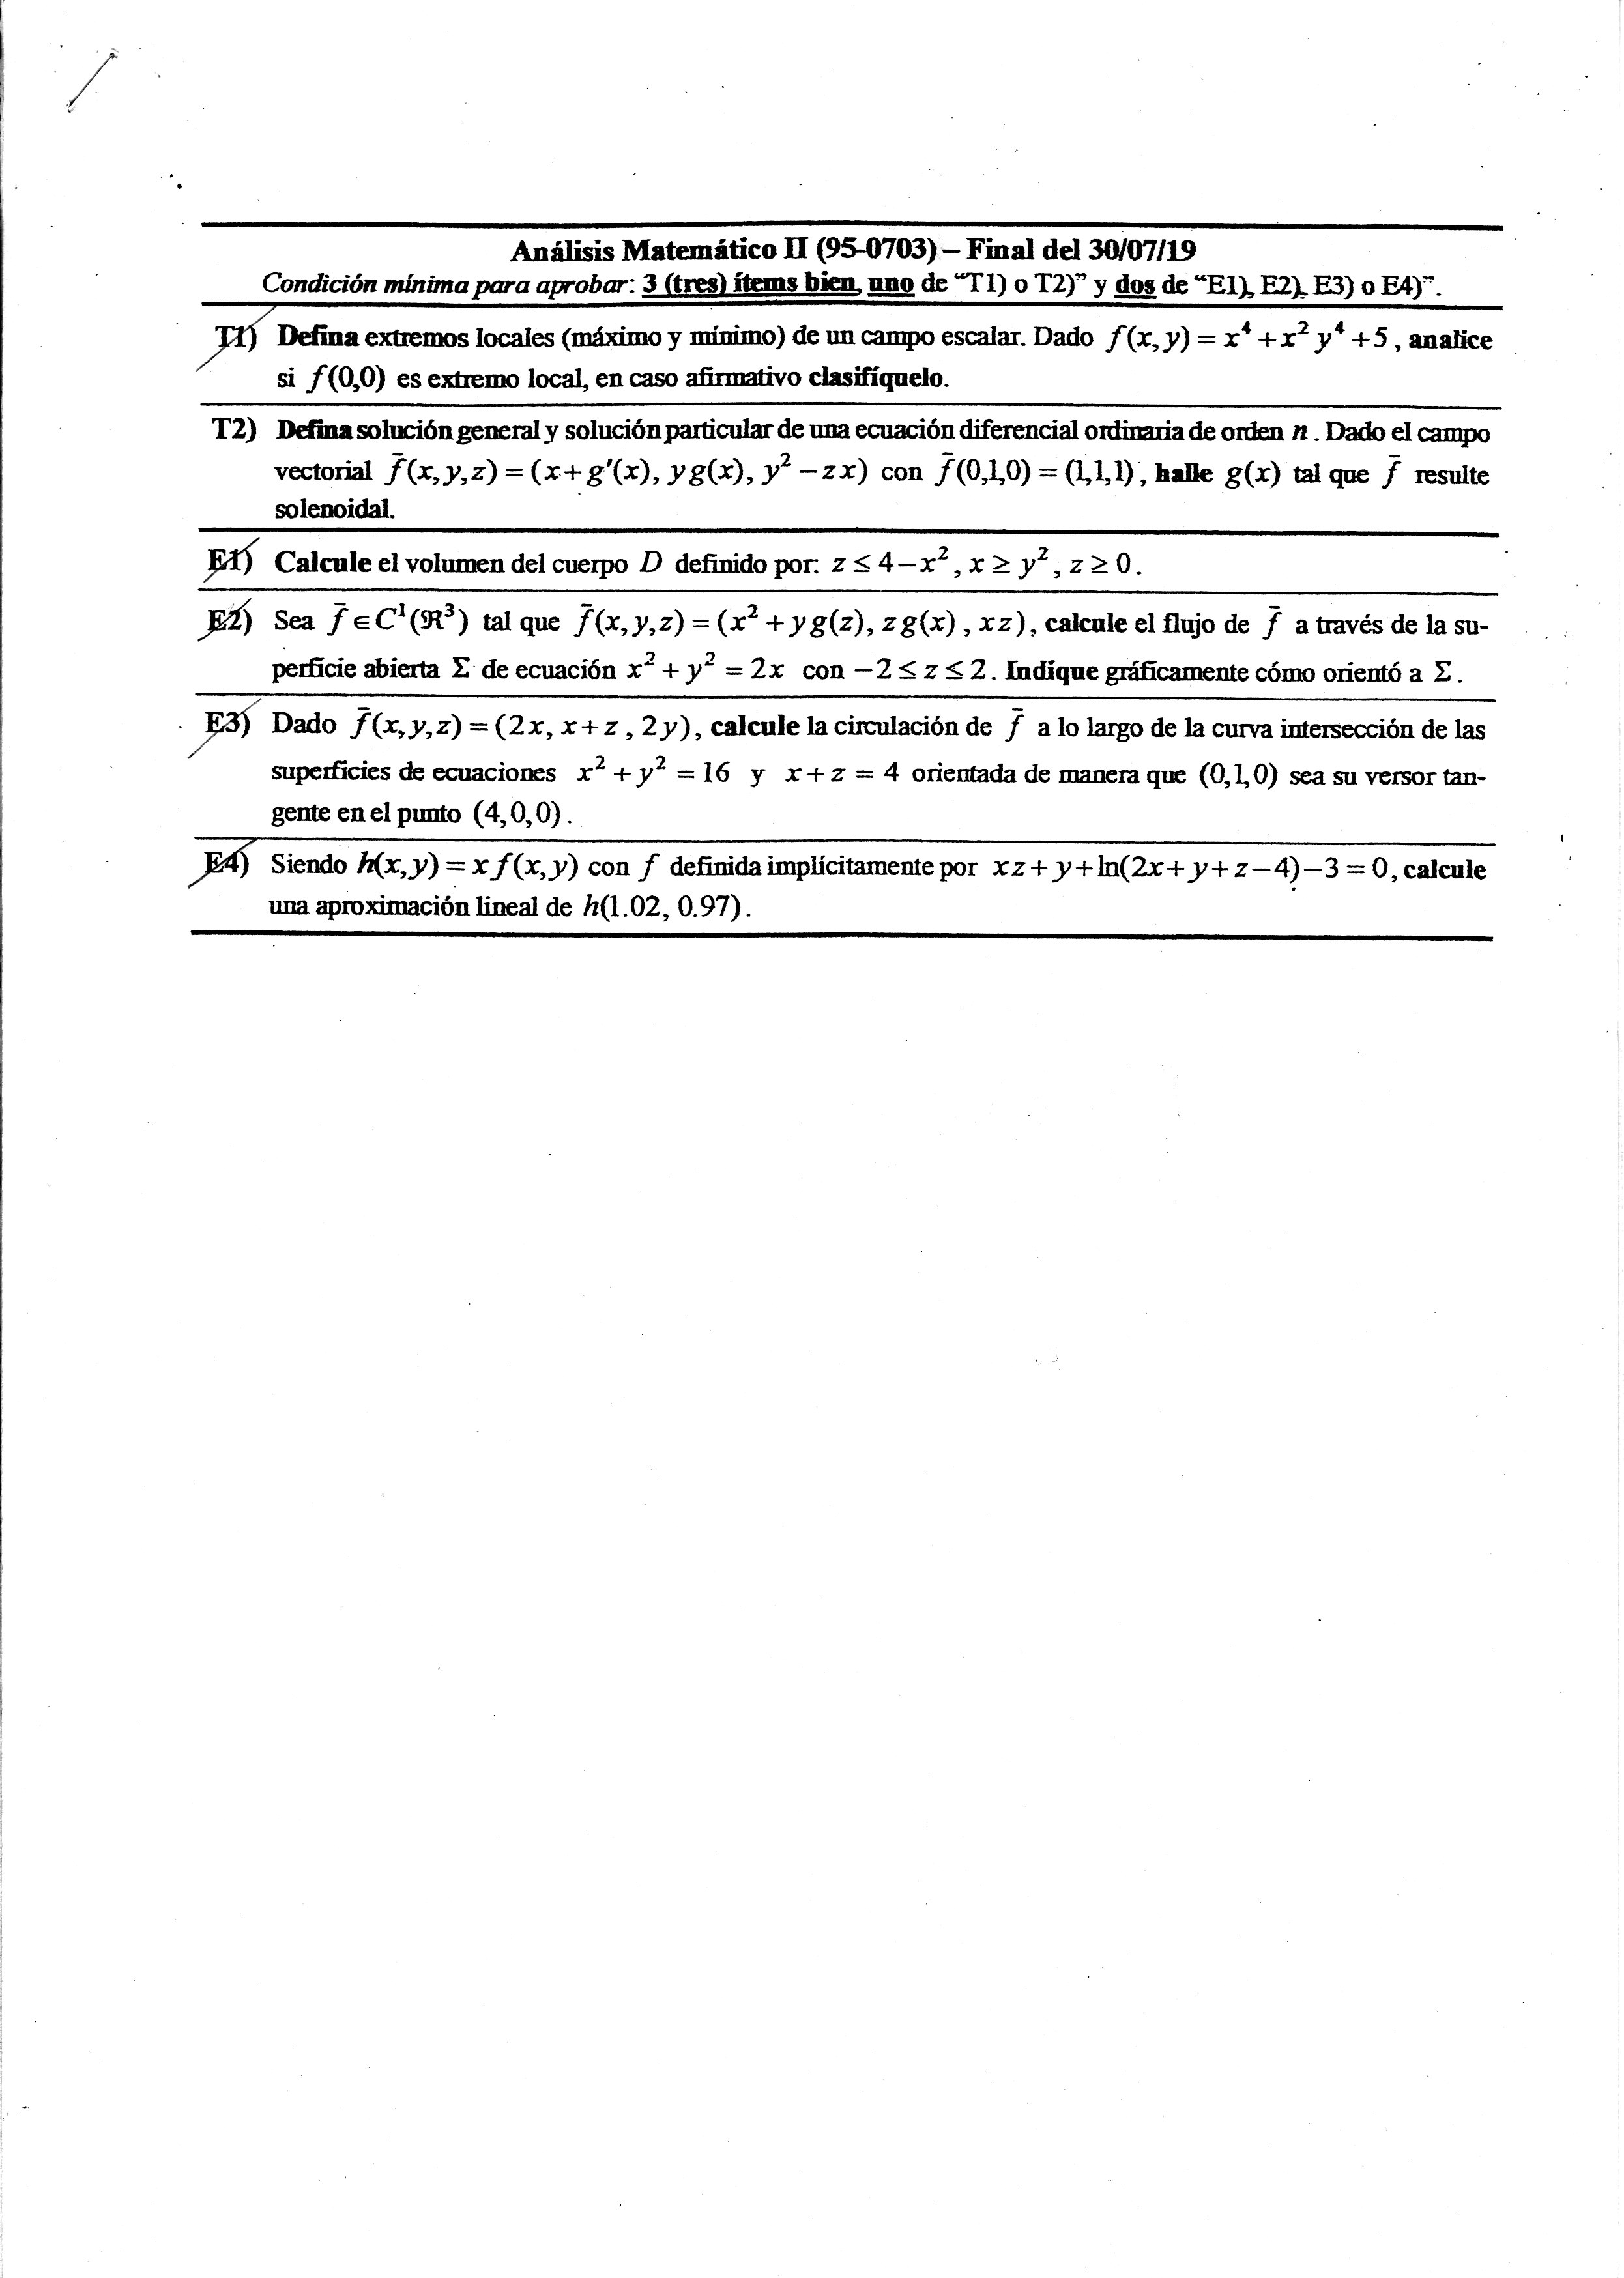 Análisis Matemático II (95-0703) – Final del 30/07/19
Condición mínima para aprobar: 3 (tres) ítems bien, uno de “T1) o T2)” y dos de “E1), E2), E3) o E4)”.
T1) Defina extremos locales (máximo y mínimo) de un campo escalar. Dado f(x,y) = x⁴ + x² y⁴ + 5, analice
si f(0,0) es extremo local, en caso afirmativo clasifíquelo.
T2) Defina solución general y solución particular de una ecuación diferencial ordinaria de orden n. Dado el campo
vectorial f̄(x,y,z) = (x + g'(x), y g(x), y² − z x) con f̄(0,1,0) = (1,1,1), halle g(x) tal que f̄ resulte
solenoidal.
E1) Calcule el volumen del cuerpo D definido por: z ≤ 4 − x², x ≥ y², z ≥ 0.
E2) Sea f̄ ∈ C¹(ℜ³) tal que f̄(x,y,z) = (x² + y g(z), z g(x), x z), calcule el flujo de f̄ a través de la su-
perficie abierta Σ de ecuación x² + y² = 2x con −2 ≤ z ≤ 2. Indique gráficamente cómo orientó a Σ.
E3) Dado f̄(x,y,z) = (2x, x + z, 2y), calcule la circulación de f̄ a lo largo de la curva intersección de las
superficies de ecuaciones x² + y² = 16 y x + z = 4 orientada de manera que (0,1,0) sea su versor tan-
gente en el punto (4,0,0).
E4) Siendo h(x,y) = x f(x,y) con f definida implícitamente por x z + y + ln(2x + y + z − 4) − 3 = 0, calcule
una aproximación lineal de h(1.02, 0.97).